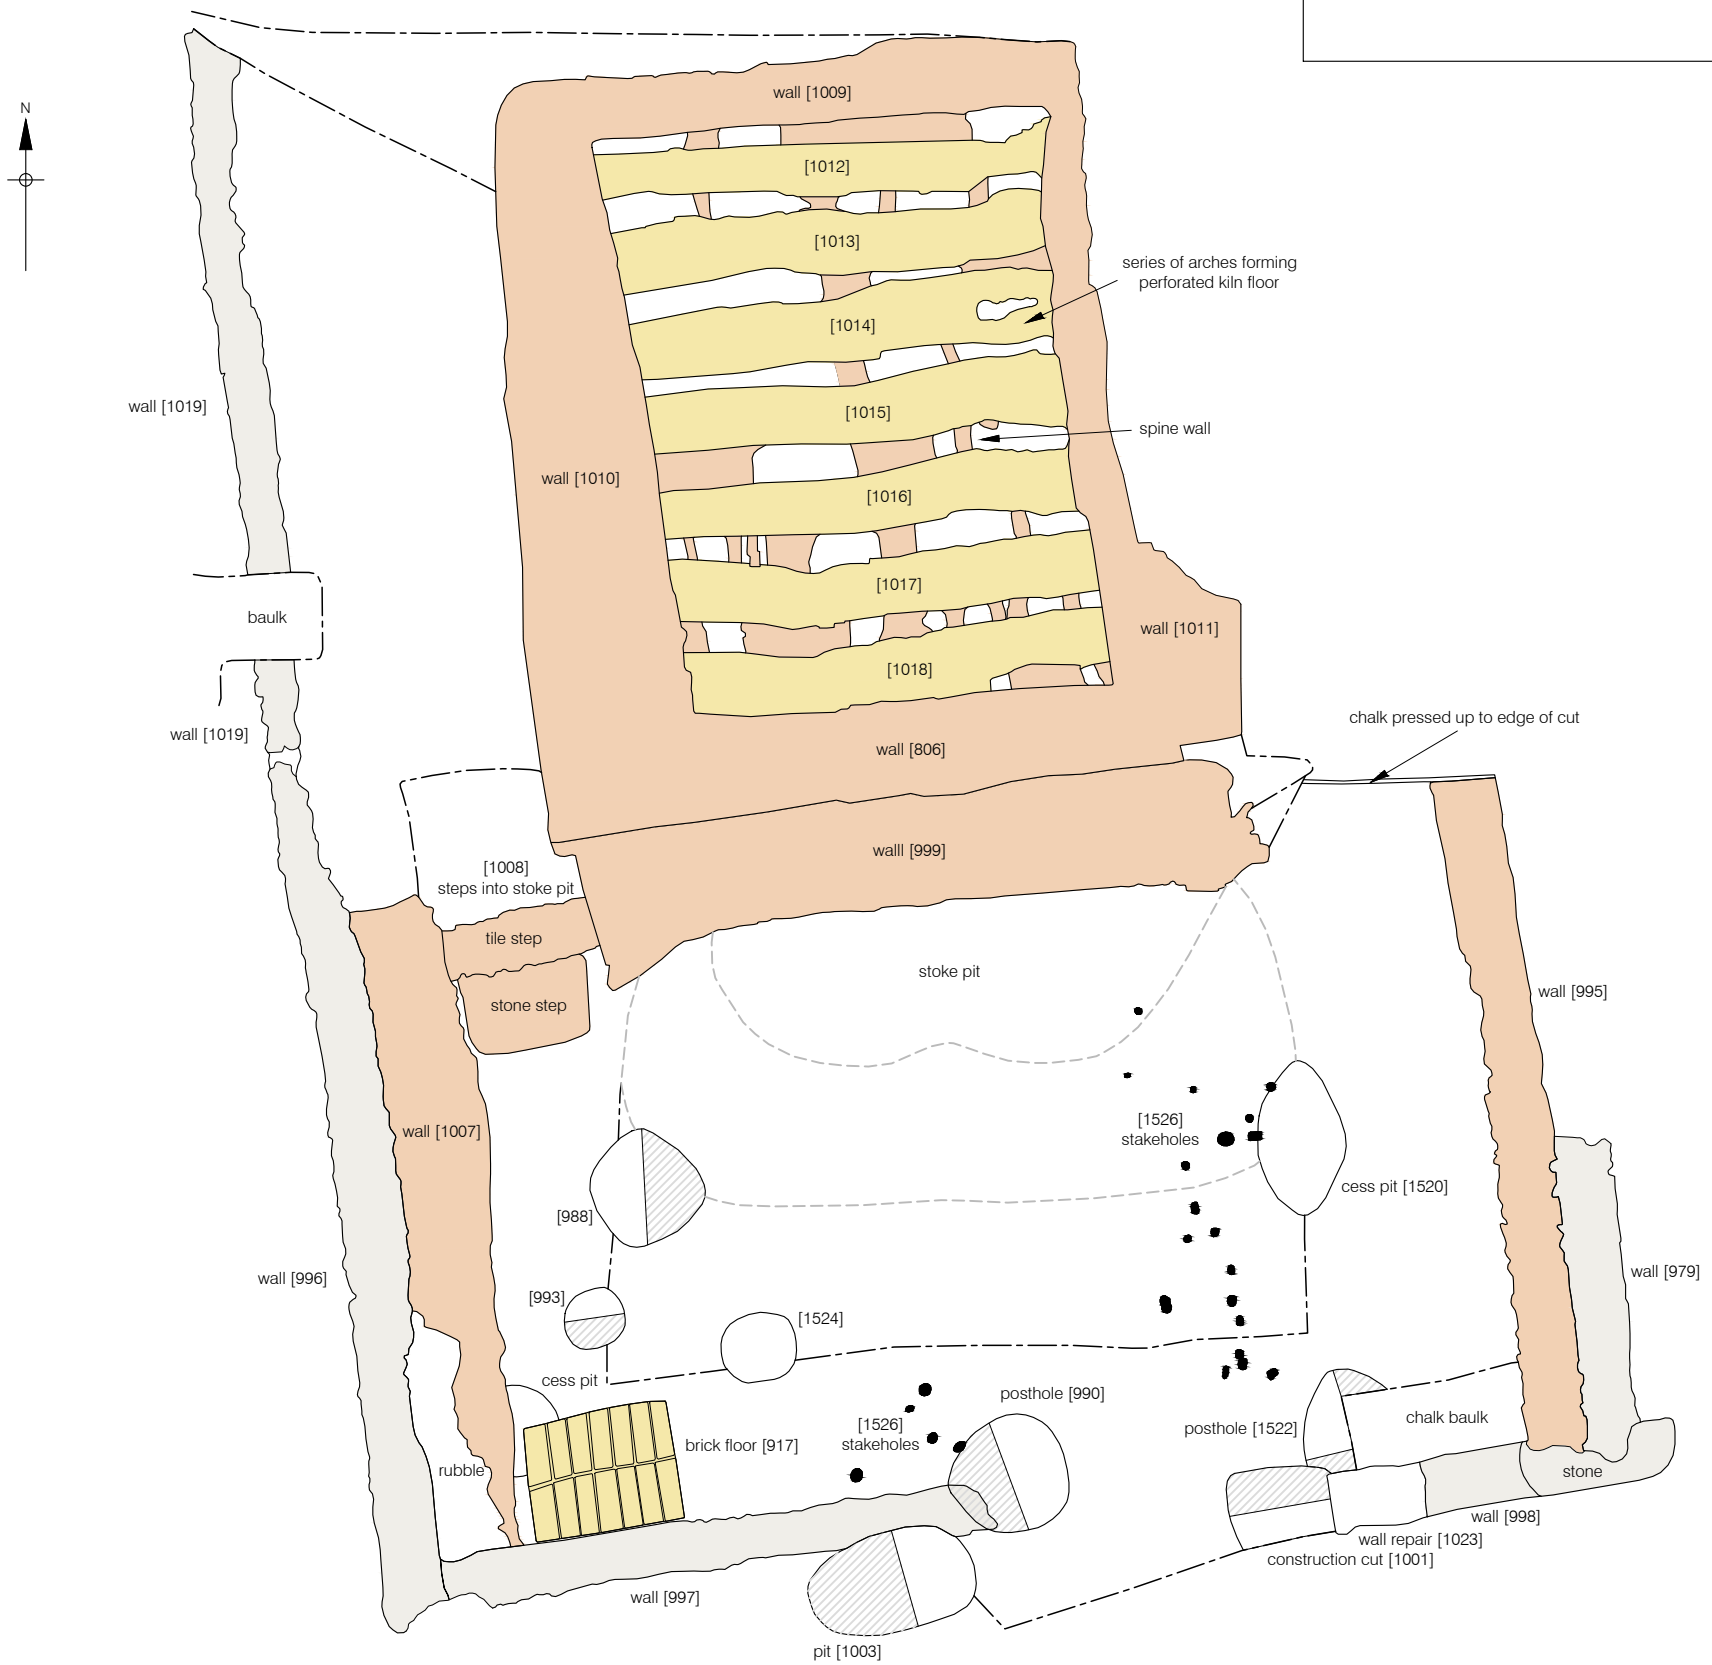 N
wall [1009]
[1012]
[1013]
series of arches forming
perforated kiln floor
[1014]
wall [1019]
[1015]
spine wall
wall [1010]
[1016]
[1017]
baulk
wall [1011]
[1018]
wall [1019]
wall [806]
chalk pressed up to edge of cut
walll [999]
[1008]
steps into stoke pit
tile step
stoke pit
stone step
wall [995]
wall [1007]
[1526]
stakeholes
cess pit [1520]
[988]
wall [996]
wall [979]
[993]
[1524]
cess pit
posthole [990]
chalk baulk
[1526]
stakeholes
posthole [1522]
brick floor [917]
rubble
stone
wall [998]
wall repair [1023]
construction cut [1001]
wall [997]
pit [1003]